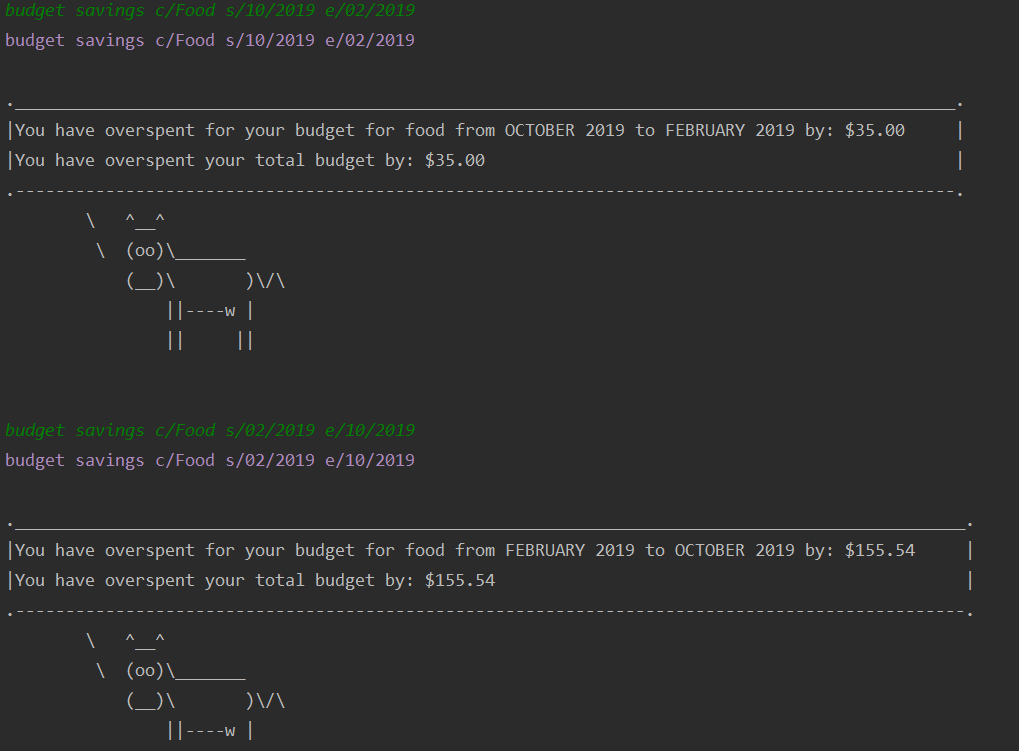 budget savings c/Food s/10/2019 e/02/2019
budget savings c/Food s/10/2019 e/02/2019
.______________________________________________________________________________________________.
|You have overspent for your budget for food from OCTOBER 2019 to FEBRUARY 2019 by: $35.00     |
|You have overspent your total budget by: $35.00                                               |
.----------------------------------------------------------------------------------------------.
        \   ^__^
         \  (oo)\_______
            (__)\       )\/\
                ||----w |
                ||     ||
budget savings c/Food s/02/2019 e/10/2019
budget savings c/Food s/02/2019 e/10/2019
._______________________________________________________________________________________________.
|You have overspent for your budget for food from FEBRUARY 2019 to OCTOBER 2019 by: $155.54     |
|You have overspent your total budget by: $155.54                                               |
.-----------------------------------------------------------------------------------------------.
        \   ^__^
         \  (oo)\_______
            (__)\       )\/\
                ||----w |